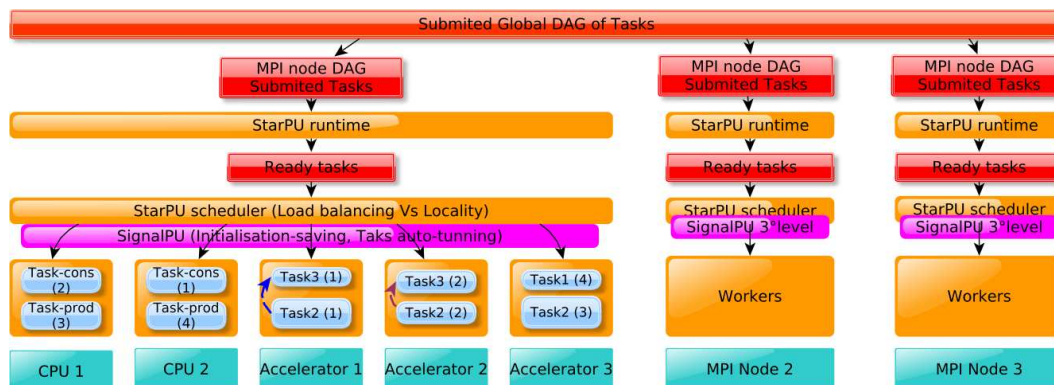 Submited Global DAG of Tasks
MPI node DAG
Submited Tasks
MPI node DAG
Submited Tasks
MPI node DAG
Submited Tasks
StarPU runtime
StarPU runtime
StarPU runtime
Ready tasks
Ready tasks
Ready tasks
StarPU scheduler (Load balancing Vs Locality)
StarPU scheduler
StarPU scheduler
SignalPU (Initialisation-saving, Taks auto-tunning)
SignalPU 3°level
SignalPU 3°level
Task-cons
(2)
Task-prod
(3)
Task-cons
(1)
Task-prod
(4)
Task3 (1)
Task2 (1)
Task3 (2)
Task2 (2)
Task1 (4)
Task2 (3)
Workers
Workers
CPU 1
CPU 2
Accelerator 1
Accelerator 2
Accelerator 3
MPI Node 2
MPI Node 3